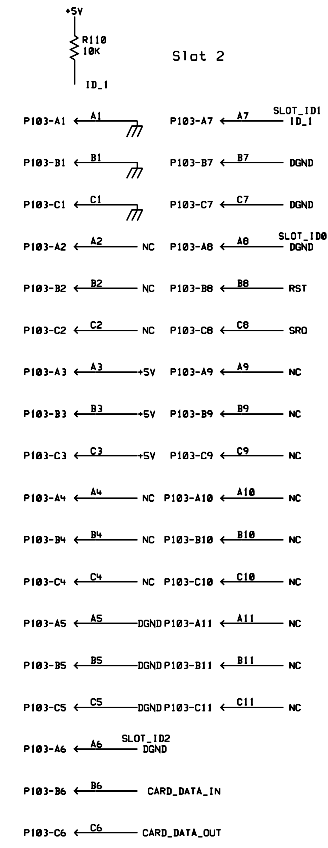 +5V
R110
10K
Slot 2
ID_1
SLOT_ID1
P103-A1 A1 P103-A7 A7 ID_1
P103-B1 B1 P103-B7 B7 DGND
P103-C1 C1 P103-C7 C7 DGND
SLOT_ID0
P103-A2 A2 NC P103-A8 A8 DGND
P103-B2 B2 NC P103-B8 B8 RST
P103-C2 C2 NC P103-C8 C8 SRQ
P103-A3 A3 +5V P103-A9 A9 NC
P103-B3 B3 +5V P103-B9 B9 NC
P103-C3 C3 +5V P103-C9 C9 NC
P103-A4 A4 NC P103-A10 A10 NC
P103-B4 B4 NC P103-B10 B10 NC
P103-C4 C4 NC P103-C10 C10 NC
P103-A5 A5 DGND P103-A11 A11 NC
P103-B5 B5 DGND P103-B11 B11 NC
P103-C5 C5 DGND P103-C11 C11 NC
SLOT_ID2
P103-A6 A6 DGND
P103-B6 B6 CARD_DATA_IN
P103-C6 C6 CARD_DATA_OUT